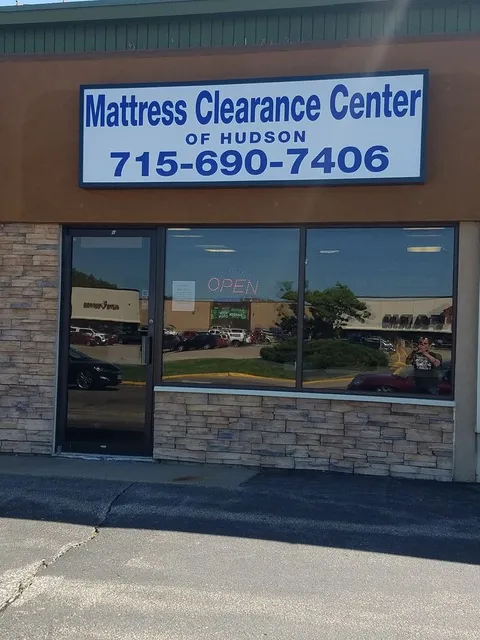 Mattress Clearance Center
OF HUDSON
715-690-7406
OPEN